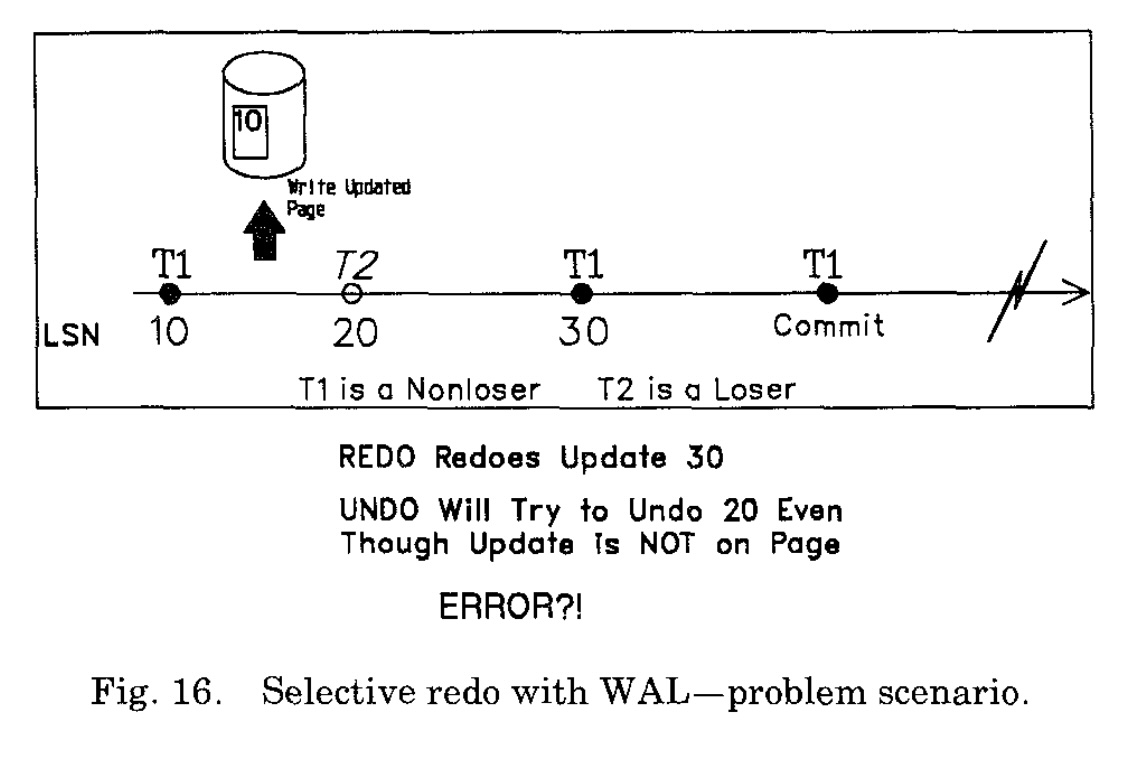 10
Write Updated
Page
T1 T2 T1 T1
LSN 10 20 30 Commit
T1 is a Nonloser T2 is a Loser
REDO Redoes Update 30
UNDO Will Try to Undo 20 Even
Though Update is NOT on Page
ERROR?!
Fig. 16. Selective redo with WAL—problem scenario.